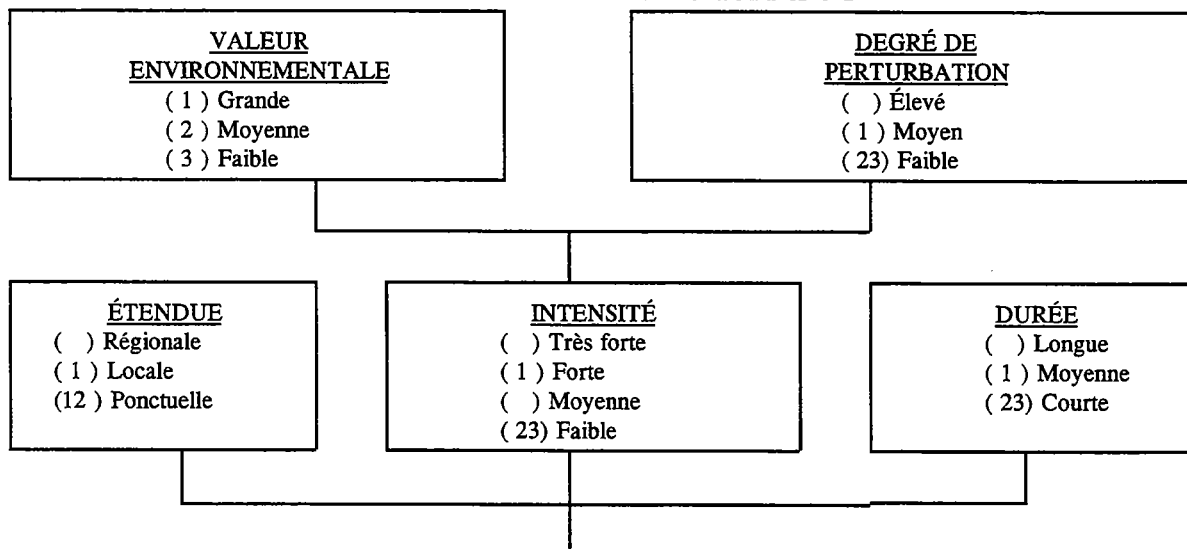 VALEUR
ENVIRONNEMENTALE
( 1 ) Grande
( 2 ) Moyenne
( 3 ) Faible
DEGRÉ DE
PERTURBATION
(   ) Élevé
( 1 ) Moyen
( 23) Faible
ÉTENDUE
(   ) Régionale
( 1 ) Locale
(12 ) Ponctuelle
INTENSITÉ
(   ) Très forte
( 1 ) Forte
(   ) Moyenne
( 23) Faible
DURÉE
(   ) Longue
( 1 ) Moyenne
( 23) Courte